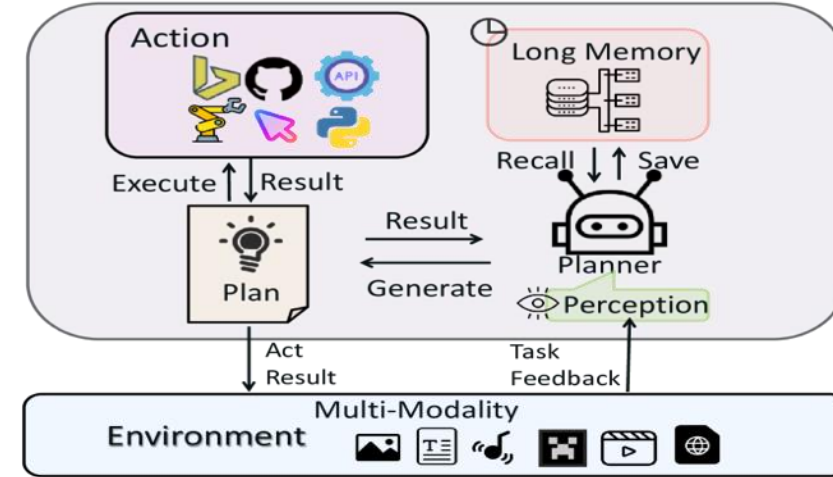 Action
API
Long Memory
Execute
Result
Recall
Save
Result
Plan
Generate
Planner
Perception
Act
Result
Task
Feedback
Multi-Modality
Environment
T